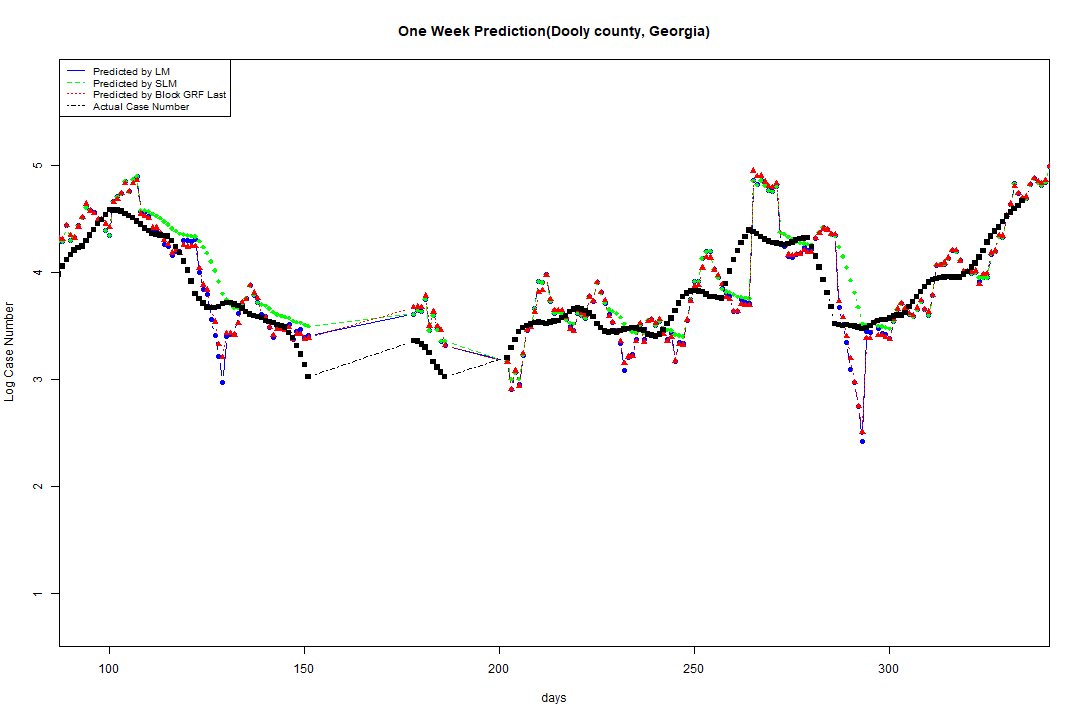 One Week Prediction(Dooly county, Georgia)
Predicted by LM
Predicted by SLM
Predicted by Block GRF Last
Actual Case Number
Log Case Number
5
4
3
2
1
100 150 200 250 300
days